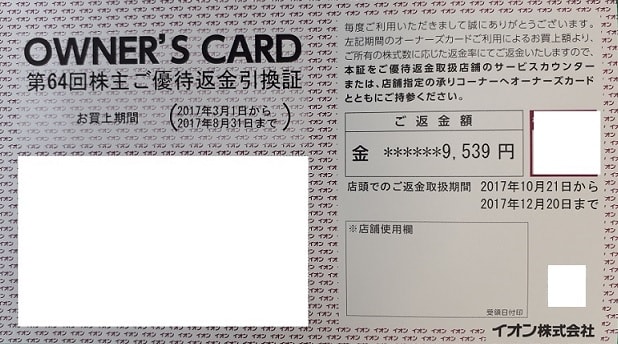 OWNER'S CARD
第64回株主ご優待返金引換証
お買上期間 (2017年3月1日から
2017年8月31日まで)
毎度ご利用いただきまして誠にありがとうございます。
左記期間のオーナーズカードご利用によるお買上額より、
ご所有の株式数に応じた返金率にてご返金いたしますので、
本証をご優待返金取扱店舗のサービスカウンター
または、店舗指定の承りコーナーへオーナーズカード
とともにご持参ください。
ご返金額
金 ******9,539 円
店頭でのご返金取扱期間 2017年10月21日から
2017年12月20日まで
※店舗使用欄
受領日付印
イオン株式会社